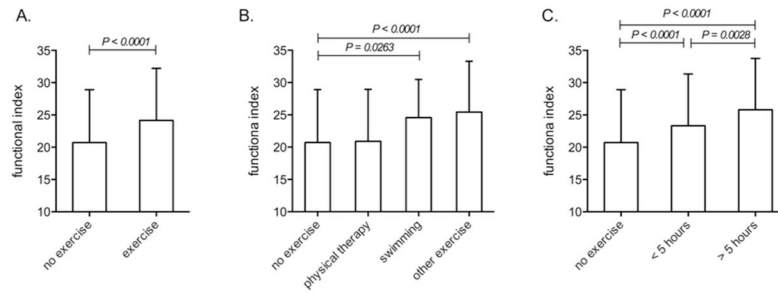 A.
P < 0.0001
functional index
35
30
25
20
15
10
no exercise
exercise
B.
P < 0.0001
P = 0.0263
functiona index
35
30
25
20
15
10
no exercise
physical therapy
swimming
other exercise
C.
P < 0.0001
P < 0.0001
P = 0.0028
functional index
35
30
25
20
15
10
no exercise
< 5 hours
> 5 hours